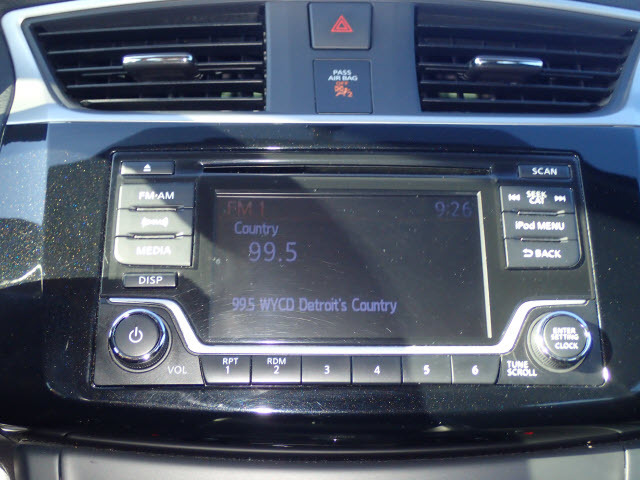 PASS
AIR BAG
OFF
SCAN
FM•AM
SEEK
CAT
iPod MENU
MEDIA
BACK
DISP
FM 1
9:26
Country
99.5
99.5 WYCD Detroit's Country
VOL
RPT
1
RDM
2
3
4
5
6
TUNE
SCROLL
ENTER
SETTING
CLOCK